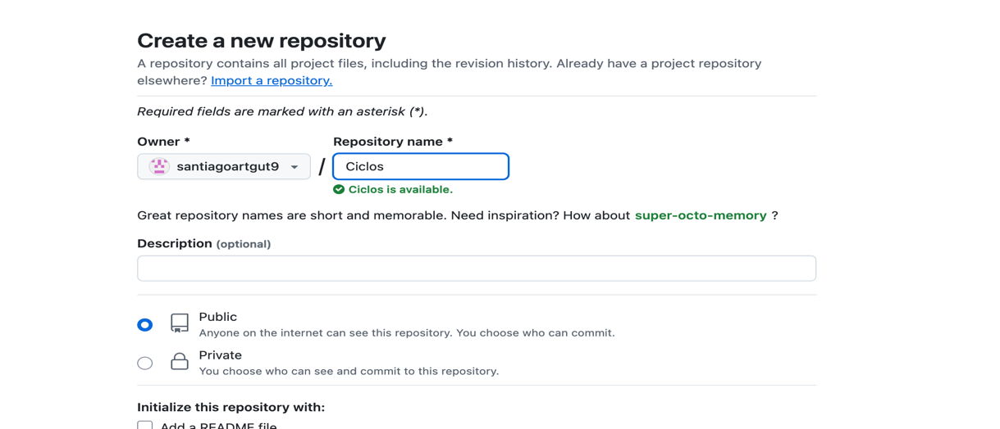 Create a new repository
A repository contains all project files, including the revision history. Already have a project repository
elsewhere? Import a repository.
Required fields are marked with an asterisk (*).
Owner *
Repository name *
santiagoartgut9
/
Ciclos
Ciclos is available.
Great repository names are short and memorable. Need inspiration? How about super-octo-memory ?
Description (optional)
Public
Anyone on the internet can see this repository. You choose who can commit.
Private
You choose who can see and commit to this repository.
Initialize this repository with:
Add a README file